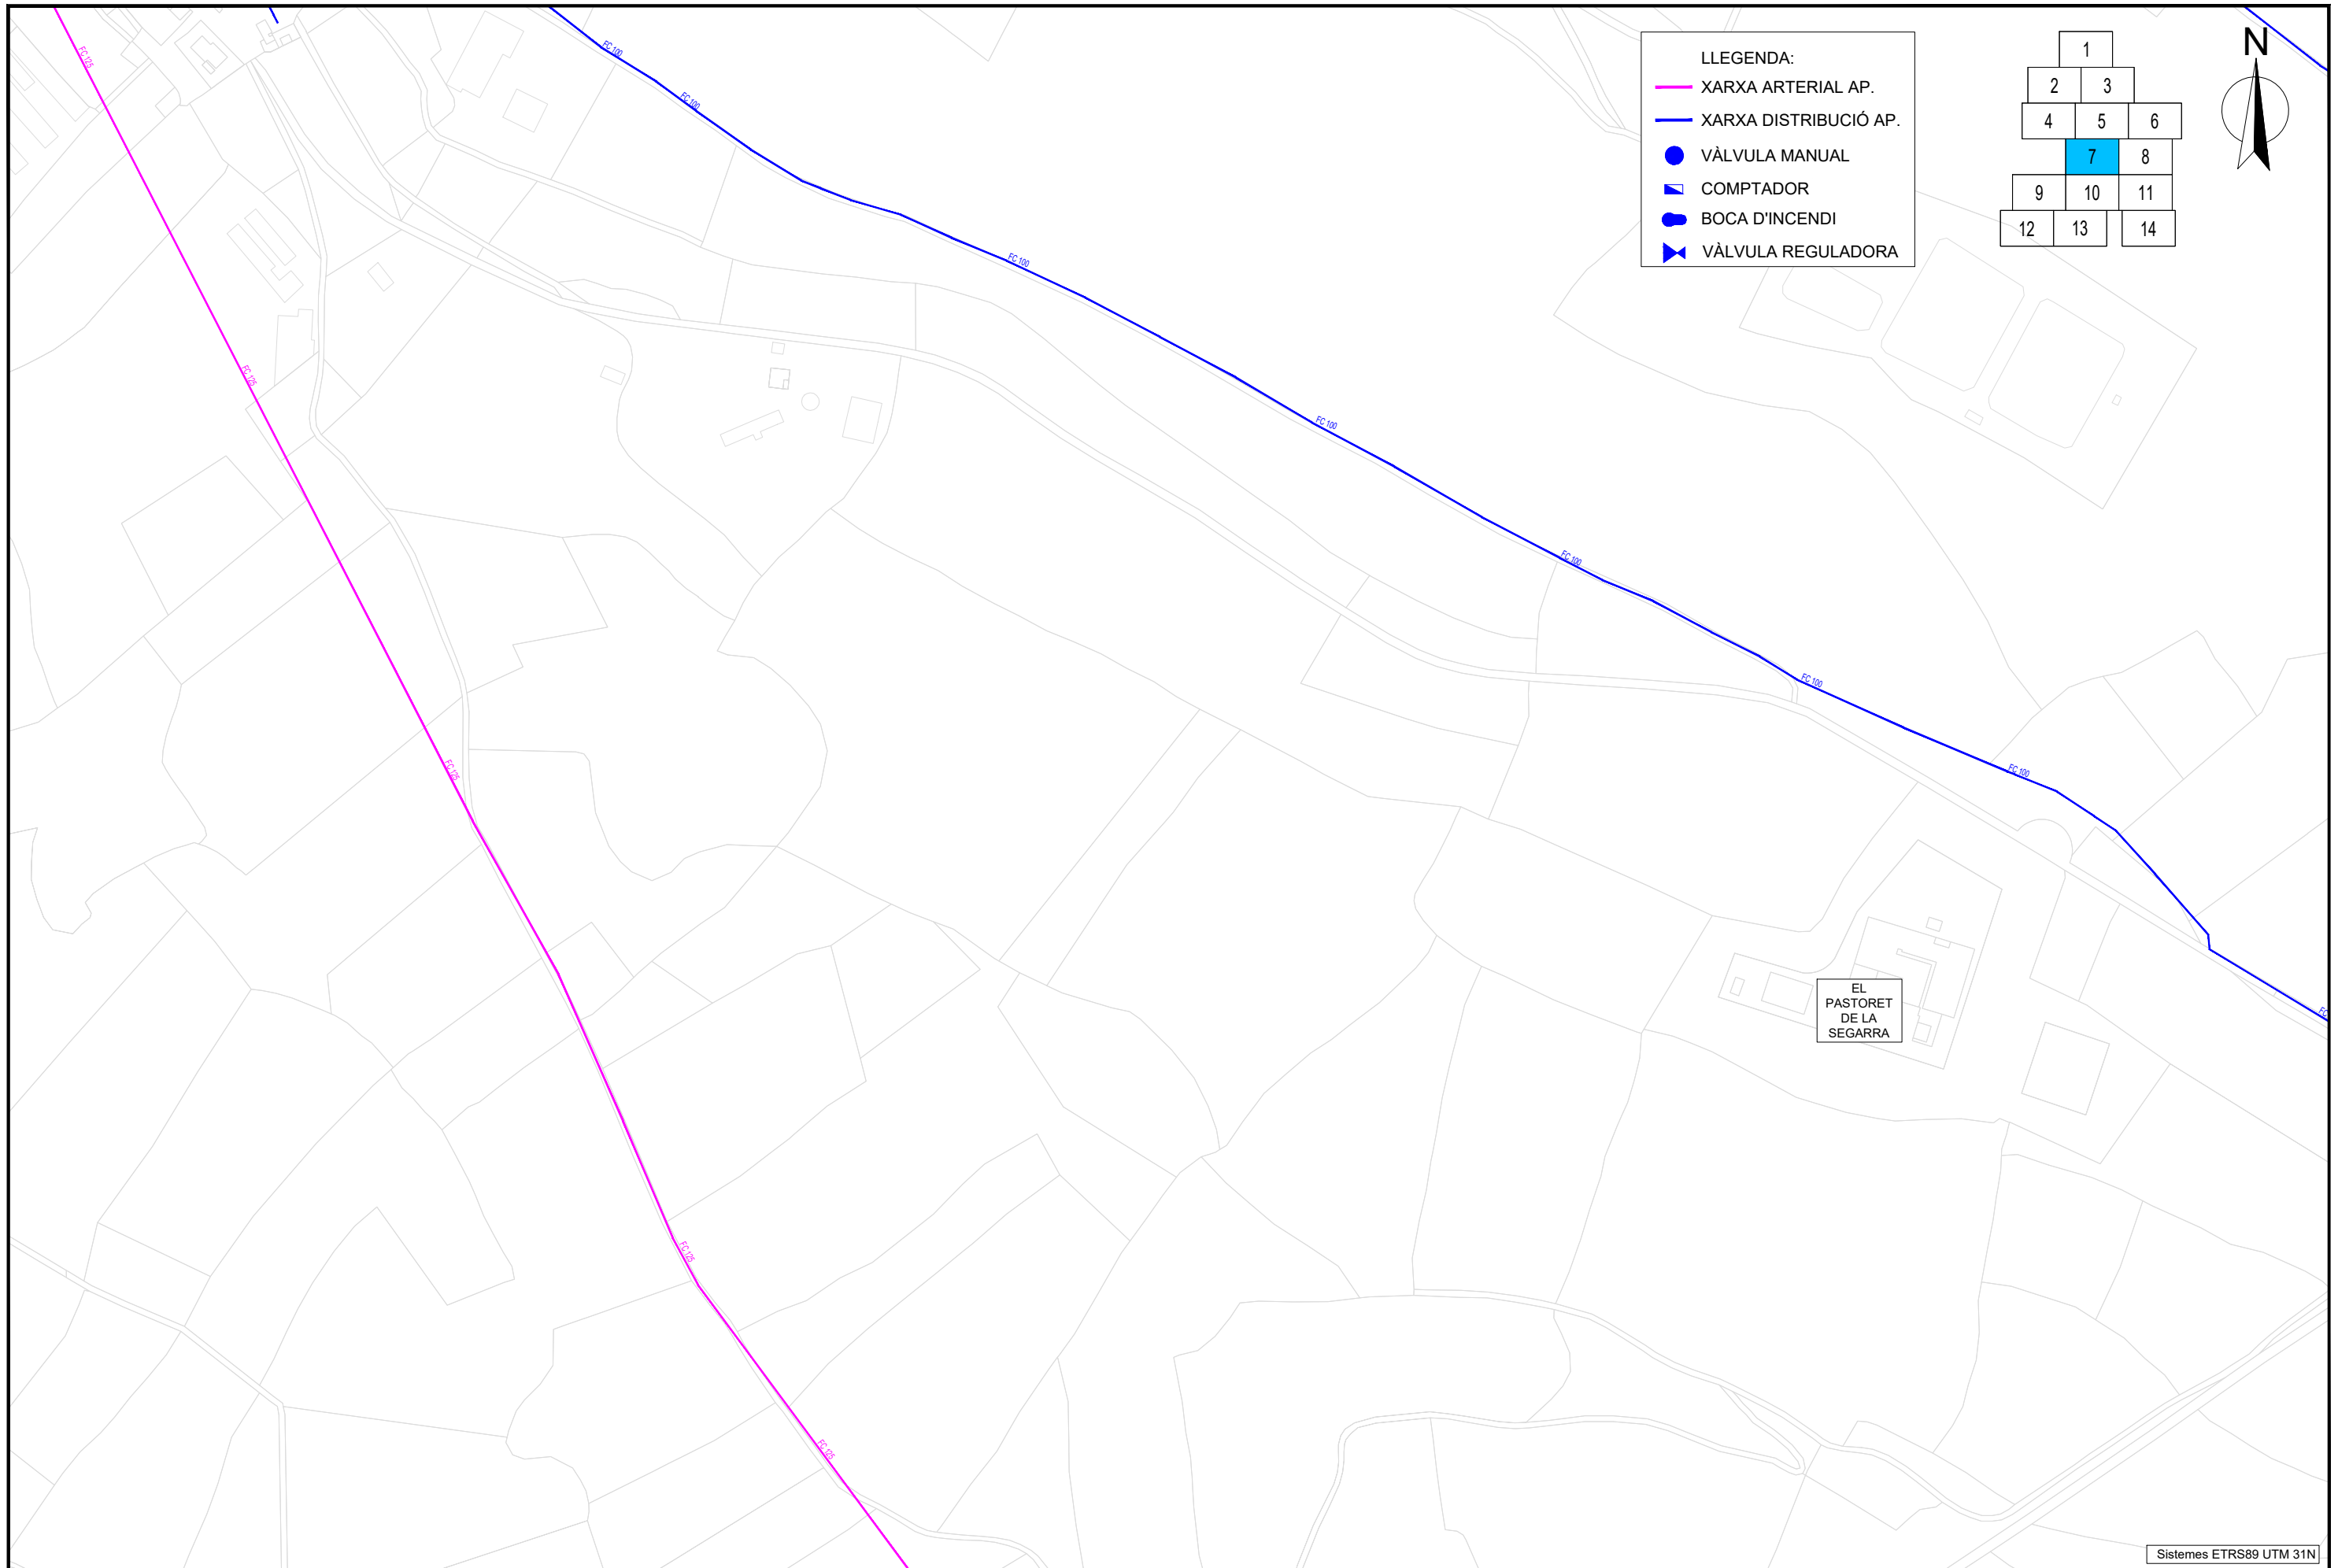 LLEGENDA:
XARXA ARTERIAL AP.
XARXA DISTRIBUCIÓ AP.
VÀLVULA MANUAL
COMPTADOR
BOCA D'INCENDI
VÀLVULA REGULADORA
1
2 3
4 5 6
7 8
9 10 11
12 13 14
N
FC 125
FC 100
FC 100
FC 100
FC 125
FC 100
FC 100
FC 100
FC 125
FC 100
EL
PASTORET
DE LA
SEGARRA
FC
FC 125
FC 125
Sistemes ETRS89 UTM 31N